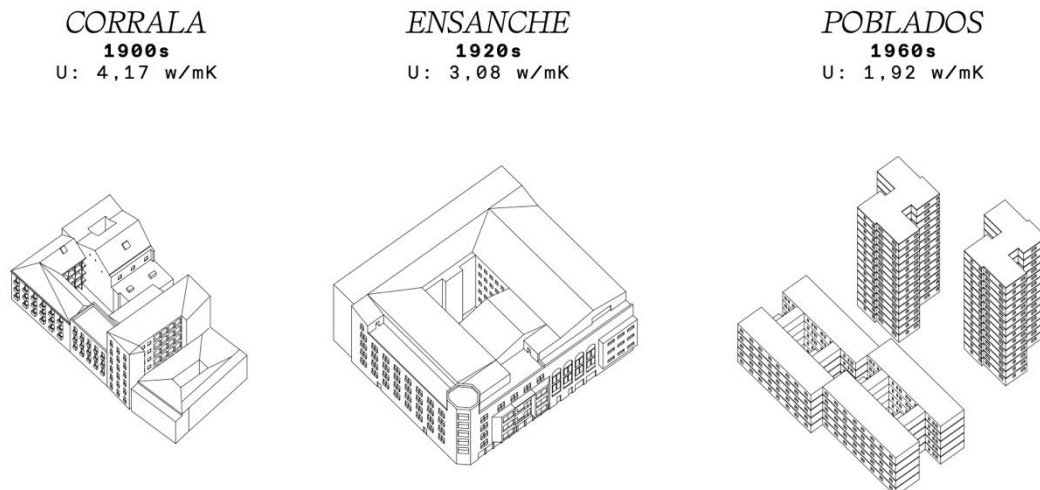 CORRALA
1900s
U: 4,17 w/mK
ENSANCHE
1920s
U: 3,08 w/mK
POBLADOS
1960s
U: 1,92 w/mK